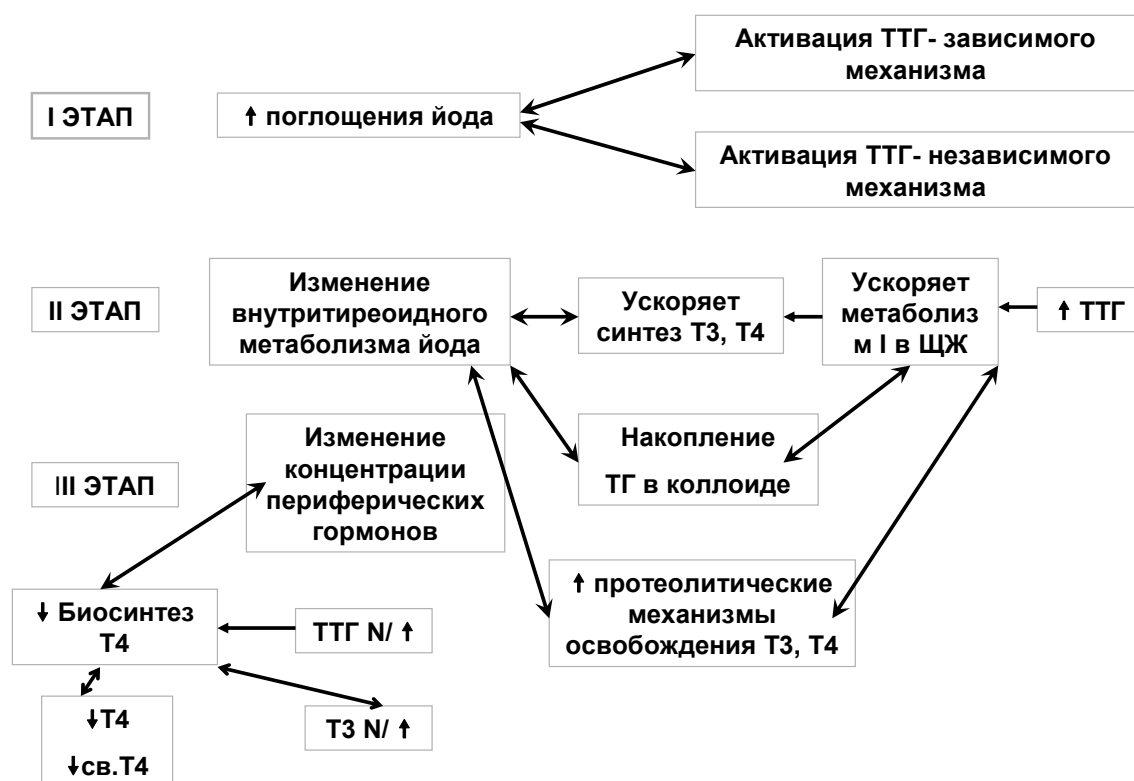 Активация ТТГ- зависимого
механизма
I ЭТАП
↑ поглощения йода
Активация ТТГ- независимого
механизма
II ЭТАП
Изменение
внутритиреоидного
метаболизма йода
Ускоряет
синтез Т3, Т4
Ускоряет
метаболиз
м I в ЩЖ
↑ ТТГ
III ЭТАП
Изменение
концентрации
периферических
гормонов
Накопление
ТГ в коллоиде
↑ протеолитические
механизмы
освобождения Т3, Т4
↓ Биосинтез
Т4
ТТГ N/ ↑
Т3 N/ ↑
↓Т4
↓св.Т4